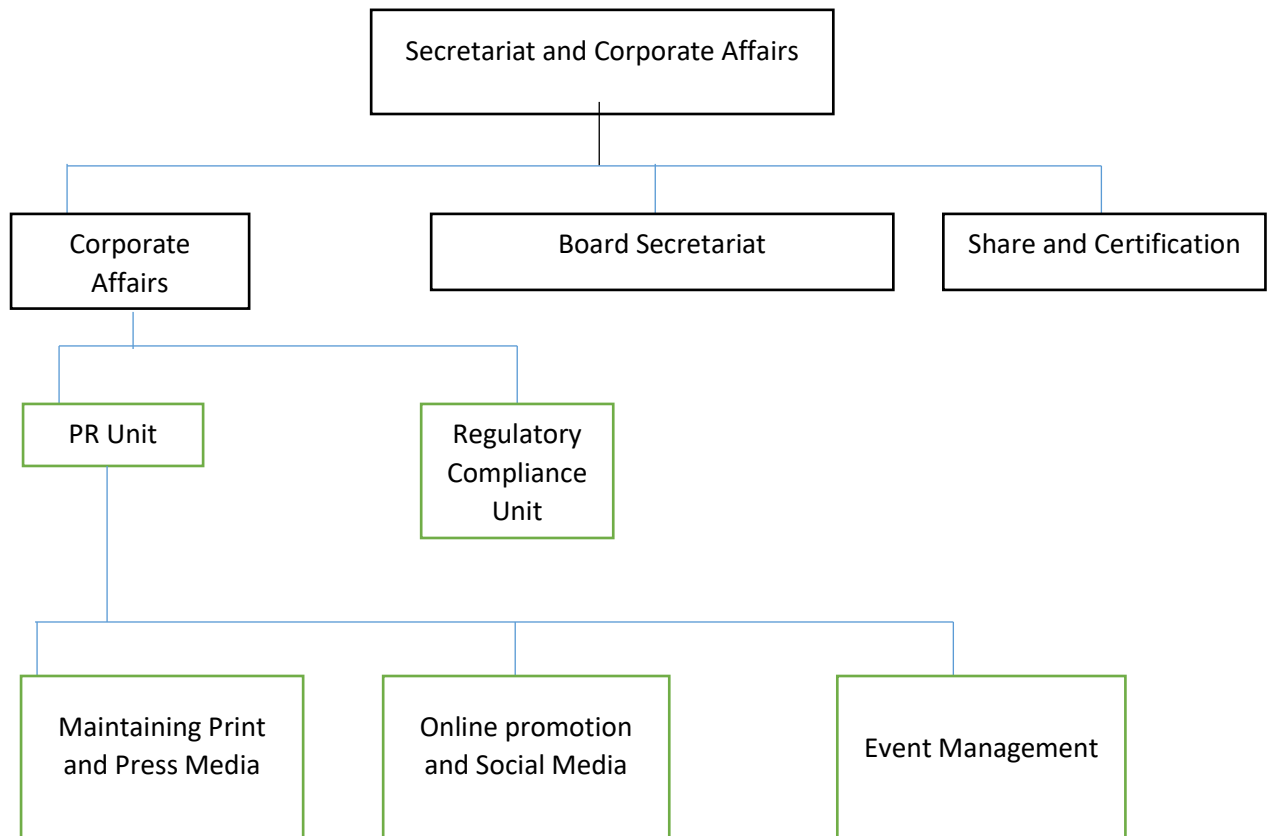 Secretariat and Corporate Affairs
Corporate
Affairs
Board Secretariat
Share and Certification
PR Unit
Regulatory
Compliance
Unit
Maintaining Print
and Press Media
Online promotion
and Social Media
Event Management